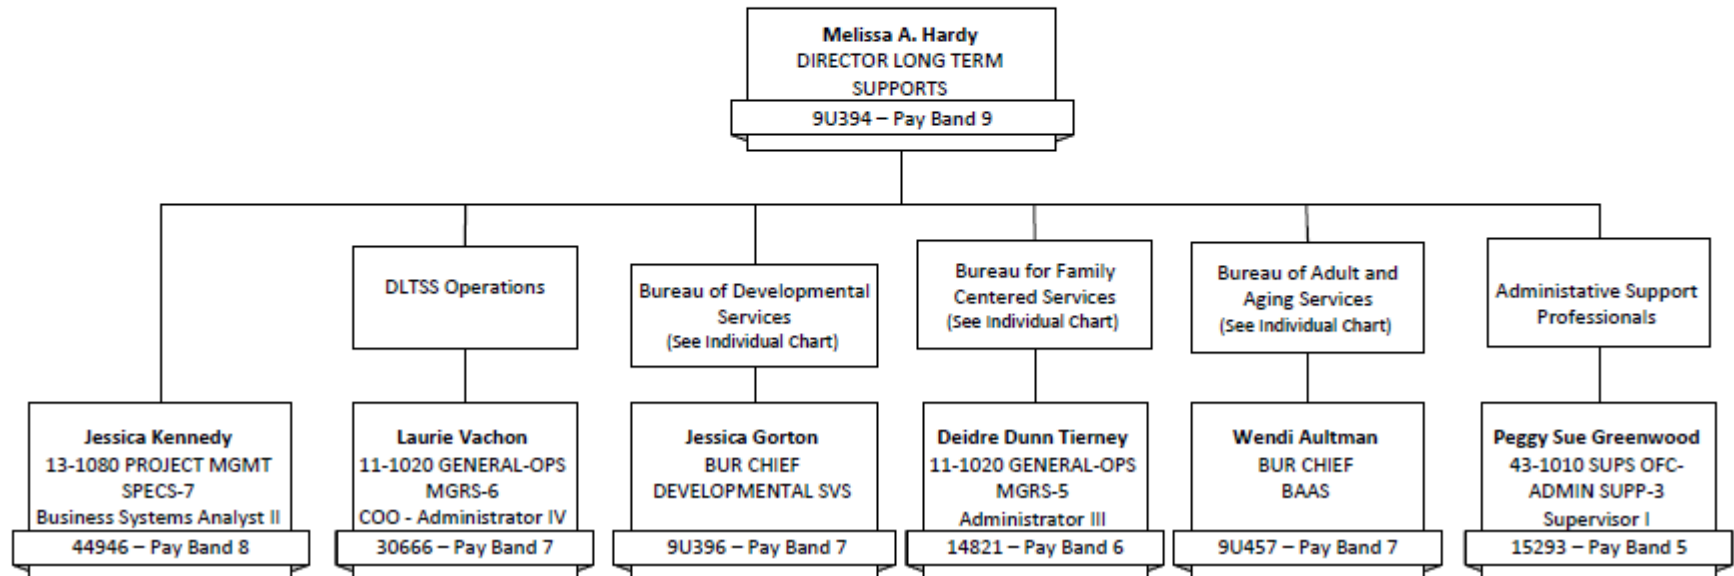 Melissa A. Hardy
DIRECTOR LONG TERM
SUPPORTS
9U394 – Pay Band 9
DLTSS Operations
Bureau of Developmental
Services
(See Individual Chart)
Bureau for Family
Centered Services
(See Individual Chart)
Bureau of Adult and
Aging Services
(See Individual Chart)
Administative Support
Professionals
Jessica Kennedy
13-1080 PROJECT MGMT
SPECS-7
Business Systems Analyst II
44946 – Pay Band 8
Laurie Vachon
11-1020 GENERAL-OPS
MGRS-6
COO - Administrator IV
30666 – Pay Band 7
Jessica Gorton
BUR CHIEF
DEVELOPMENTAL SVS
9U396 – Pay Band 7
Deidre Dunn Tierney
11-1020 GENERAL-OPS
MGRS-5
Administrator III
14821 – Pay Band 6
Wendi Aultman
BUR CHIEF
BAAS
9U457 – Pay Band 7
Peggy Sue Greenwood
43-1010 SUPS OFC-
ADMIN SUPP-3
Supervisor I
15293 – Pay Band 5